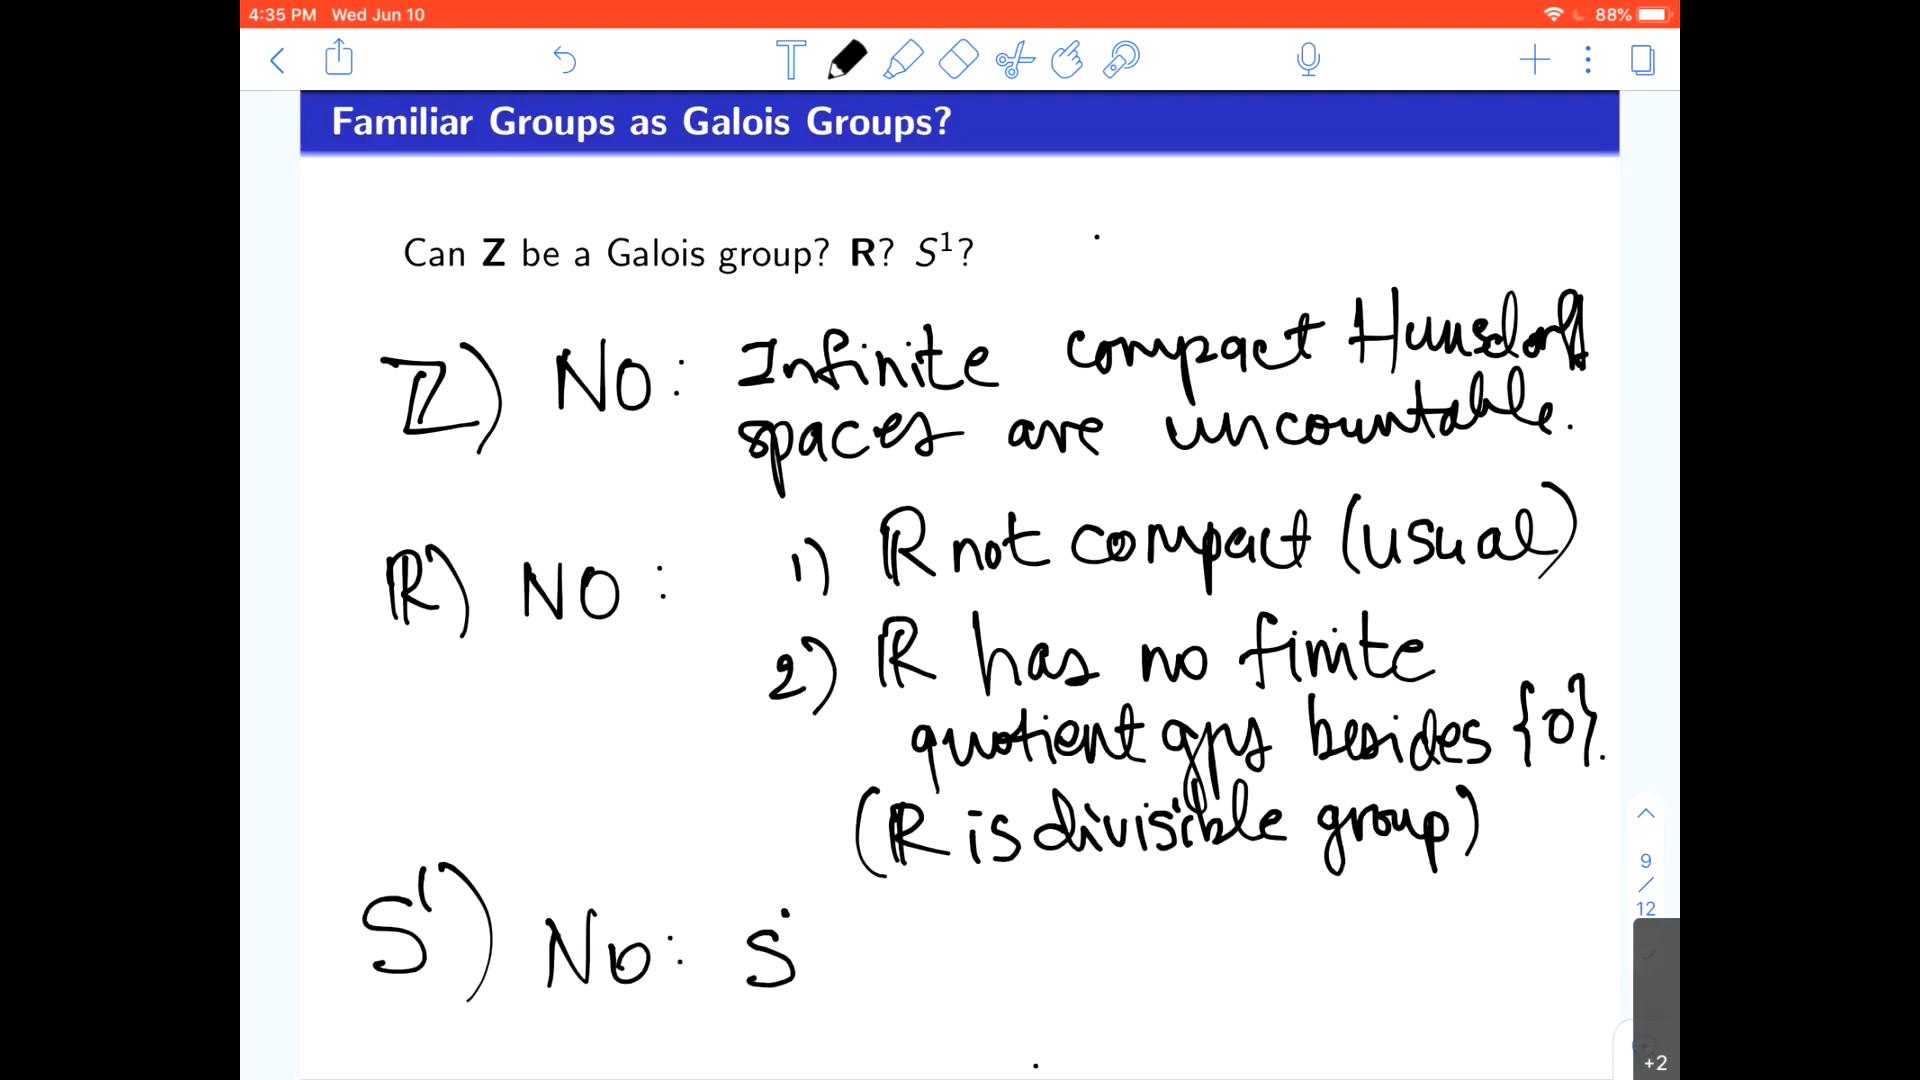 4:35 PM Wed Jun 10 88%
Familiar Groups as Galois Groups?
Can Z be a Galois group? R? S¹?
ℤ) NO: Infinite compact Hausdorff
spaces are uncountable.
ℝ) NO: 1) ℝ not compact (usual)
2) ℝ has no finite
quotient gps besides {0}.
(ℝ is divisible group)
S¹) No: S
9
/
12
+2